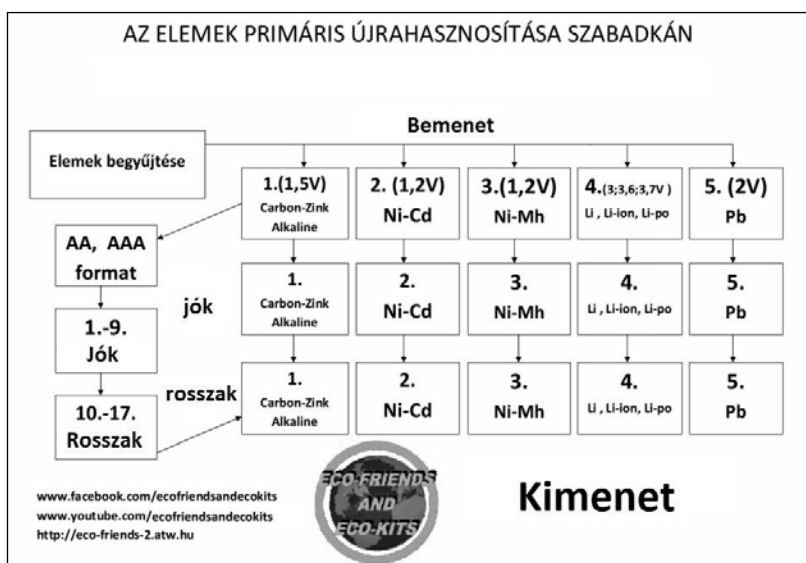 AZ ELEMEK PRIMÁRIS ÚJRAHASZNOSÍTÁSA SZABADKÁN
Bemenet
Elemek begyűjtése
1.(1,5V)
Carbon-Zink
Alkaline
2. (1,2V)
Ni-Cd
3.(1,2V)
Ni-Mh
4.(3;3,6;3,7V )
Li , Li-ion, Li-po
5. (2V)
Pb
AA, AAA
format
jók
1.
Carbon-Zink
Alkaline
2.
Ni-Cd
3.
Ni-Mh
4.
Li , Li-ion, Li-po
5.
Pb
1.-9.
Jók
rosszak
1.
Carbon-Zink
Alkaline
2.
Ni-Cd
3.
Ni-Mh
4.
Li , Li-ion, Li-po
5.
Pb
10.-17.
Rosszak
www.facebook.com/ecofriendsandecokits
www.youtube.com/ecofriendsandecokits
http://eco-friends-2.atw.hu
ECO-FRIENDS
AND
ECO-KITS
Kimenet